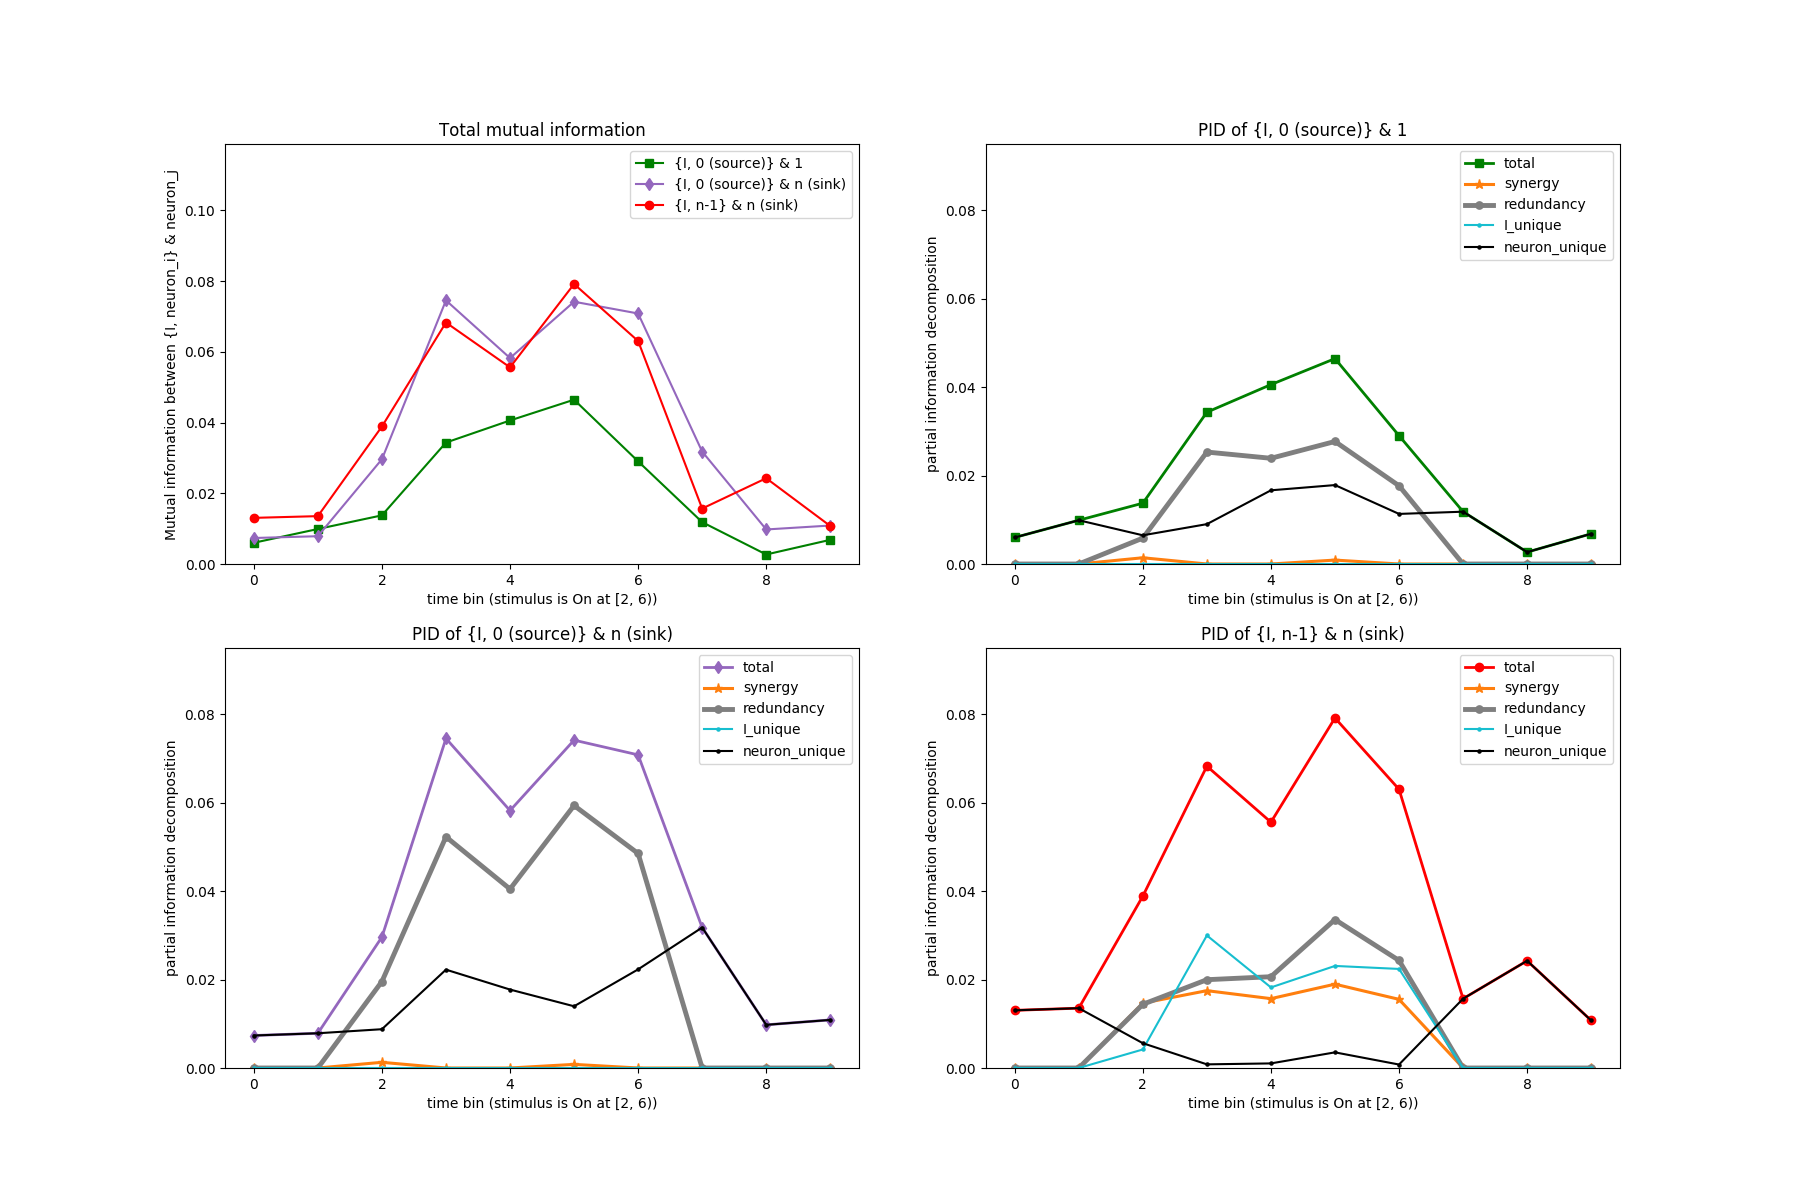 Total mutual information
Mutual information between {I, neuron_i} & neuron_j
0.10
0.08
0.06
0.04
0.02
0.00
{I, 0 (source)} & 1
{I, 0 (source)} & n (sink)
{I, n-1} & n (sink)
0 2 4 6 8
time bin (stimulus is On at [2, 6))
PID of {I, 0 (source)} & 1
partial information decomposition
0.08
0.06
0.04
0.02
0.00
total
synergy
redundancy
I_unique
neuron_unique
0 2 4 6 8
time bin (stimulus is On at [2, 6))
PID of {I, 0 (source)} & n (sink)
partial information decomposition
0.08
0.06
0.04
0.02
0.00
total
synergy
redundancy
I_unique
neuron_unique
0 2 4 6 8
time bin (stimulus is On at [2, 6))
PID of {I, n-1} & n (sink)
partial information decomposition
0.08
0.06
0.04
0.02
0.00
total
synergy
redundancy
I_unique
neuron_unique
0 2 4 6 8
time bin (stimulus is On at [2, 6))